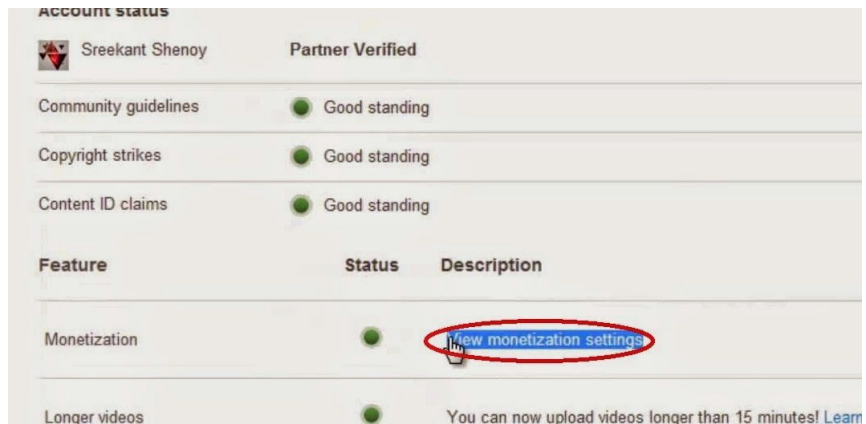 Account status
Sreekant Shenoy Partner Verified
Community guidelines Good standing
Copyright strikes Good standing
Content ID claims Good standing
Feature Status Description
Monetization View monetization settings
Longer videos You can now upload videos longer than 15 minutes! Learn